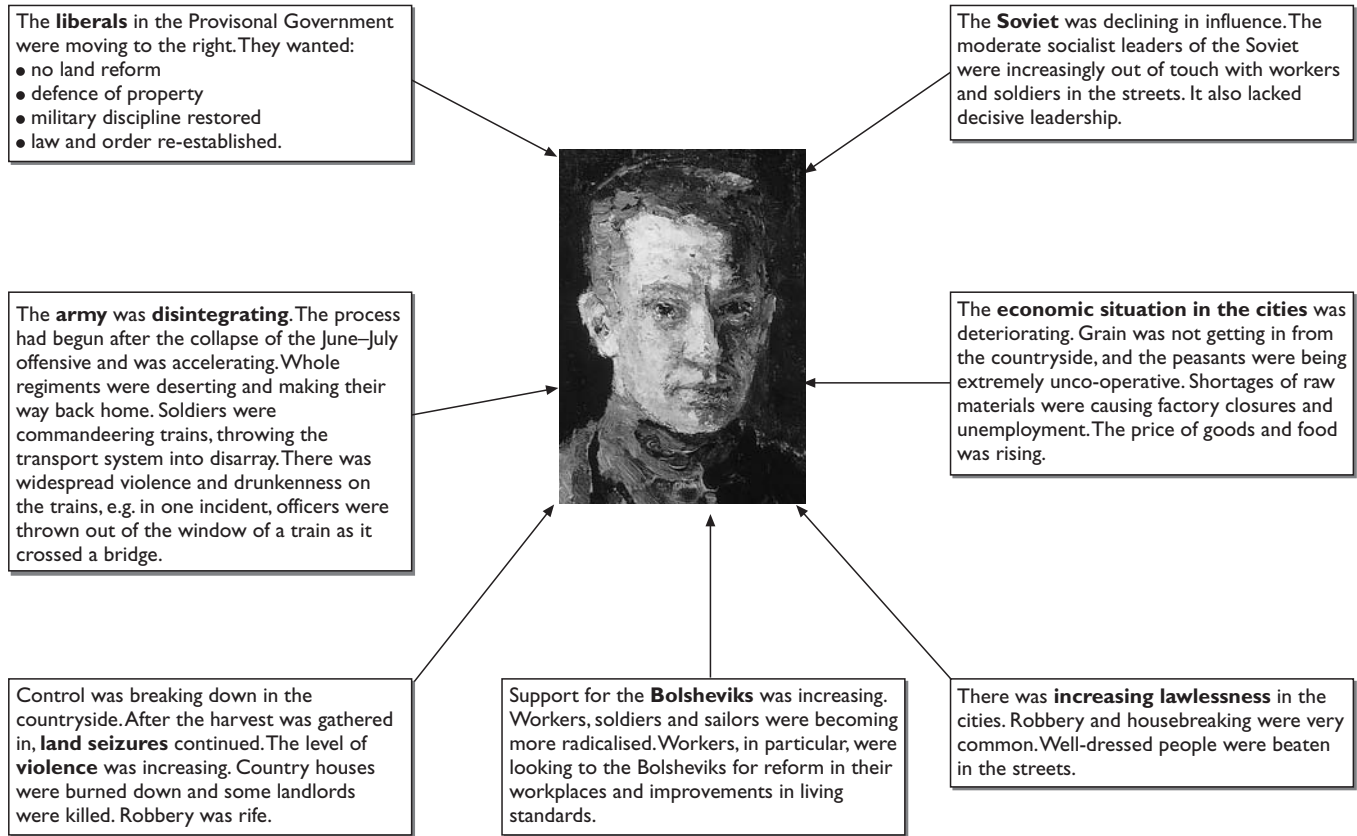 The liberals in the Provisonal Government
were moving to the right. They wanted:
● no land reform
● defence of property
● military discipline restored
● law and order re-established.
The Soviet was declining in influence. The
moderate socialist leaders of the Soviet
were increasingly out of touch with workers
and soldiers in the streets. It also lacked
decisive leadership.
The army was disintegrating. The process
had begun after the collapse of the June–July
offensive and was accelerating. Whole
regiments were deserting and making their
way back home. Soldiers were
commandeering trains, throwing the
transport system into disarray. There was
widespread violence and drunkenness on
the trains, e.g. in one incident, officers were
thrown out of the window of a train as it
crossed a bridge.
The economic situation in the cities was
deteriorating. Grain was not getting in from
the countryside, and the peasants were being
extremely unco-operative. Shortages of raw
materials were causing factory closures and
unemployment. The price of goods and food
was rising.
Control was breaking down in the
countryside. After the harvest was gathered
in, land seizures continued. The level of
violence was increasing. Country houses
were burned down and some landlords
were killed. Robbery was rife.
Support for the Bolsheviks was increasing.
Workers, soldiers and sailors were becoming
more radicalised. Workers, in particular, were
looking to the Bolsheviks for reform in their
workplaces and improvements in living
standards.
There was increasing lawlessness in the
cities. Robbery and housebreaking were very
common. Well-dressed people were beaten
in the streets.